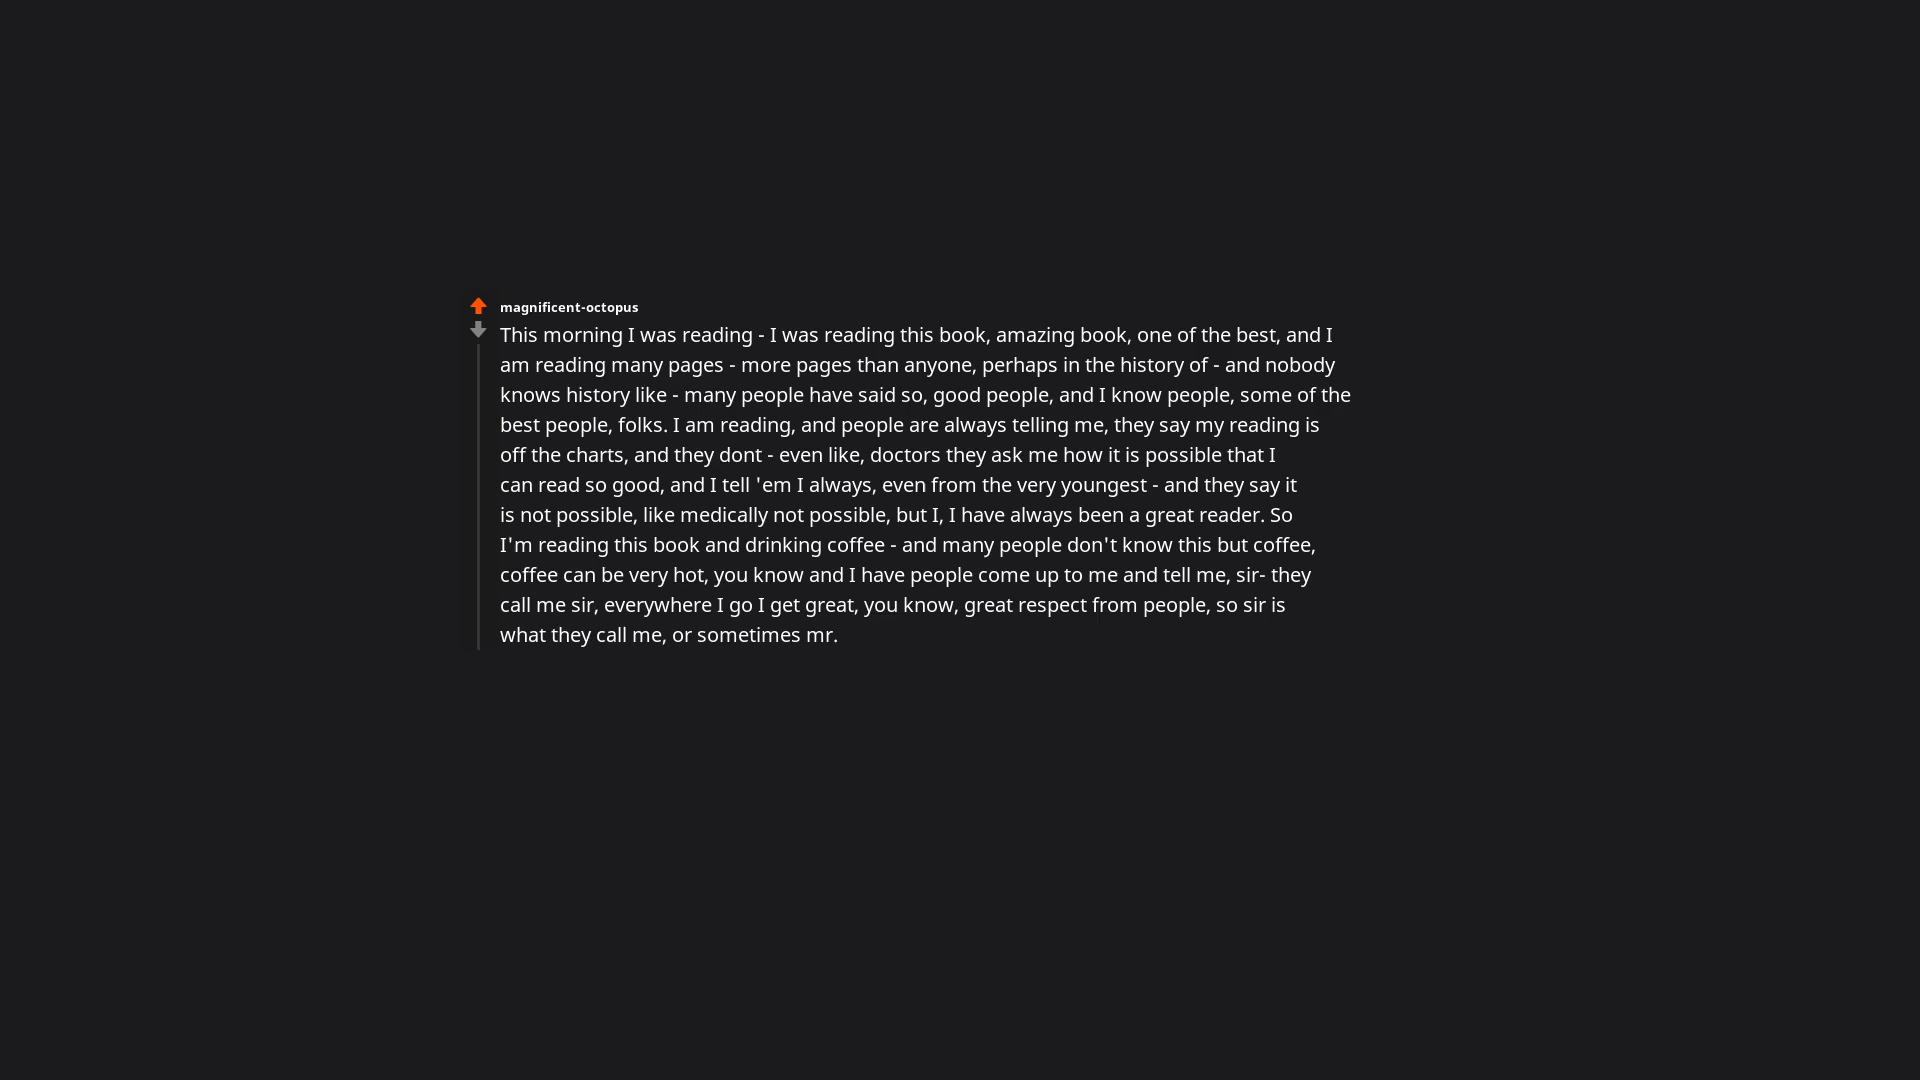 magnificent-octopus
This morning I was reading - I was reading this book, amazing book, one of the best, and I
am reading many pages - more pages than anyone, perhaps in the history of - and nobody
knows history like - many people have said so, good people, and I know people, some of the
best people, folks. I am reading, and people are always telling me, they say my reading is
off the charts, and they dont - even like, doctors they ask me how it is possible that I
can read so good, and I tell 'em I always, even from the very youngest - and they say it
is not possible, like medically not possible, but I, I have always been a great reader. So
I'm reading this book and drinking coffee - and many people don't know this but coffee,
coffee can be very hot, you know and I have people come up to me and tell me, sir- they
call me sir, everywhere I go I get great, you know, great respect from people, so sir is
what they call me, or sometimes mr.